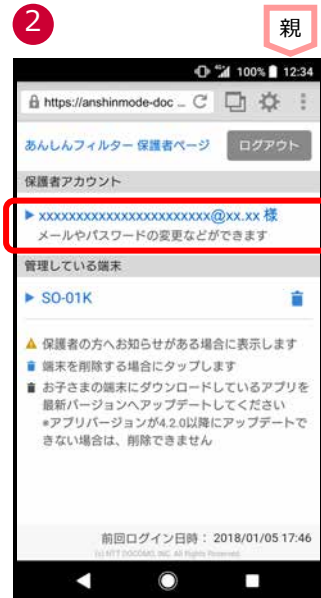 2
親
100% 12:34
https://anshinmode-doc ...
あんしんフィルター 保護者ページ ログアウト
保護者アカウント
▶ xxxxxxxxxxxxxxxxxxxxxxx@xx.xx 様
メールやパスワードの変更などができます
管理している端末
▶ SO-01K
保護者の方へお知らせがある場合に表示します
端末を削除する場合にタップします
お子さまの端末にダウンロードしているアプリを
最新バージョンへアップデートしてください
*アプリバージョンが4.2.0以降にアップデートで
きない場合は、削除できません
前回ログイン日時： 2018/01/05 17:46
(c) NTT DOCOMO, INC. All Rights Reserved.